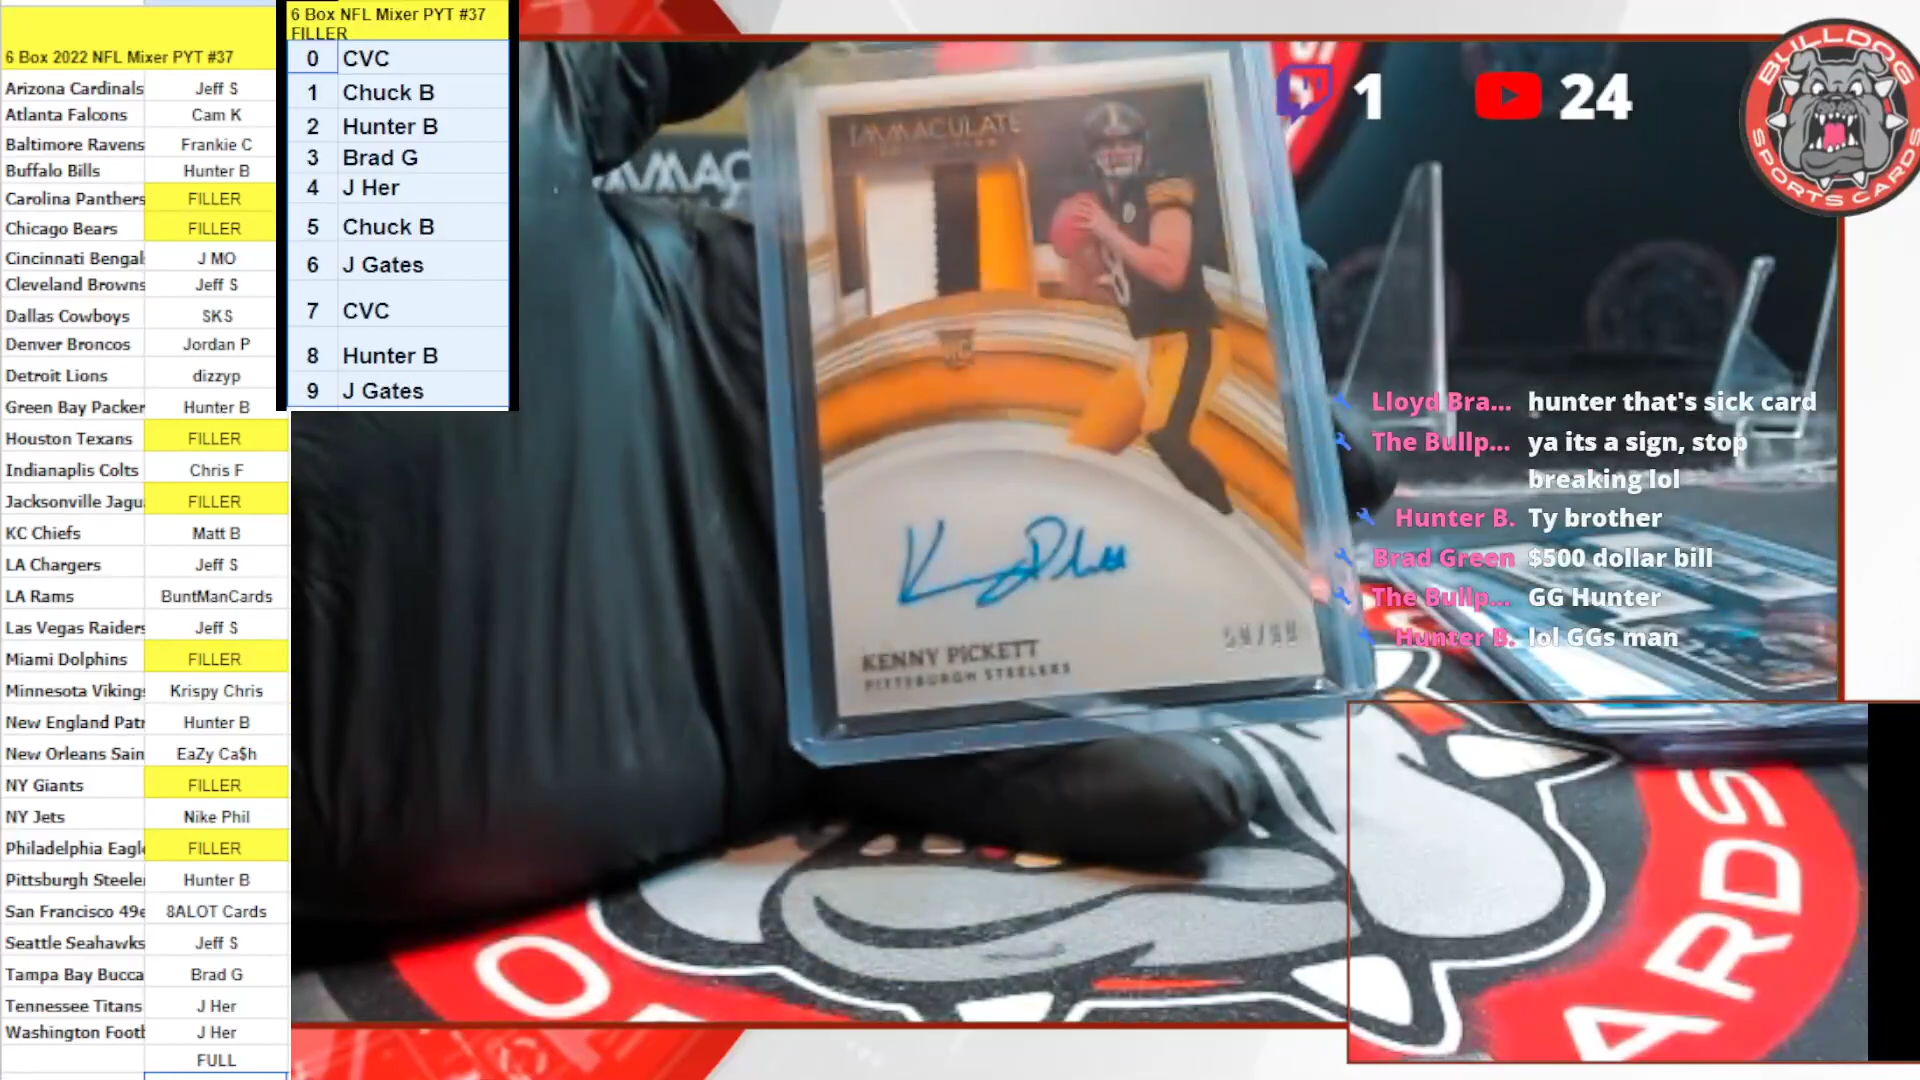 6 Box 2022 NFL Mixer PYT #37
Arizona Cardinals Jeff S
Atlanta Falcons Cam K
Baltimore Ravens Frankie C
Buffalo Bills Hunter B
Carolina Panthers FILLER
Chicago Bears FILLER
Cincinnati Bengal J MO
Cleveland Browns Jeff S
Dallas Cowboys SKS
Denver Broncos Jordan P
Detroit Lions dizzyp
Green Bay Packer Hunter B
Houston Texans FILLER
Indianaplis Colts Chris F
Jacksonville Jagu FILLER
KC Chiefs Matt B
LA Chargers Jeff S
LA Rams BuntManCards
Las Vegas Raiders Jeff S
Miami Dolphins FILLER
Minnesota Vikings Krispy Chris
New England Patr Hunter B
New Orleans Sain EaZy Ca$h
NY Giants FILLER
NY Jets Nike Phil
Philadelphia Eagle FILLER
Pittsburgh Steeler Hunter B
San Francisco 49e 8ALOT Cards
Seattle Seahawks Jeff S
Tampa Bay Bucca Brad G
Tennessee Titans J Her
Washington Footb J Her
FULL
6 Box NFL Mixer PYT #37
FILLER
0 CVC
1 Chuck B
2 Hunter B
3 Brad G
4 J Her
5 Chuck B
6 J Gates
7 CVC
8 Hunter B
9 J Gates
IMMACULATE
RC
KENNY PICKETT
PITTSBURGH STEELERS
1
24
BULLDOG
SPORTS CARDS
Lloyd Bra... hunter that's sick card
The Bullp... ya its a sign, stop
breaking lol
Hunter B. Ty brother
Brad Green $500 dollar bill
The Bullp... GG Hunter
Hunter B. lol GGs man
ARDS